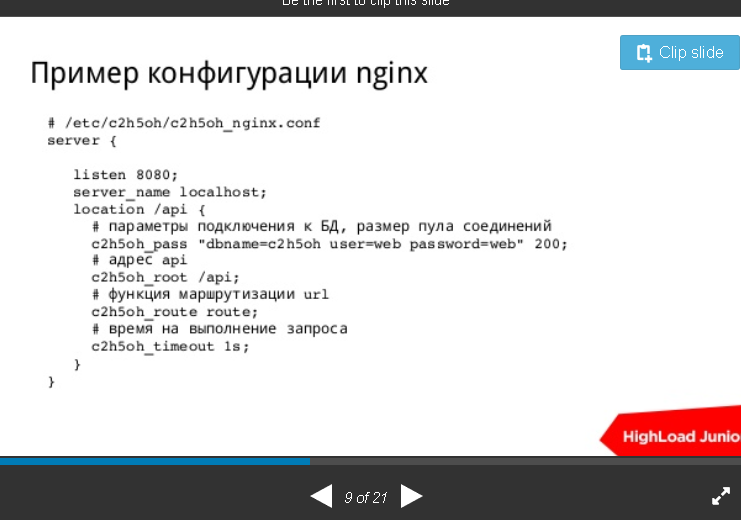 Be the first to clip this slide
Clip slide
Пример конфигурации nginx
# /etc/c2h5oh/c2h5oh_nginx.conf
server {
listen 8080;
server_name localhost;
location /api {
# параметры подключения к БД, размер пула соединений
c2h5oh_pass "dbname=c2h5oh user=web password=web" 200;
# адрес api
c2h5oh_root /api;
# функция маршрутизации url
c2h5oh_route route;
# время на выполнение запроса
c2h5oh_timeout 1s;
}
}
HighLoad Junio
9 of 21